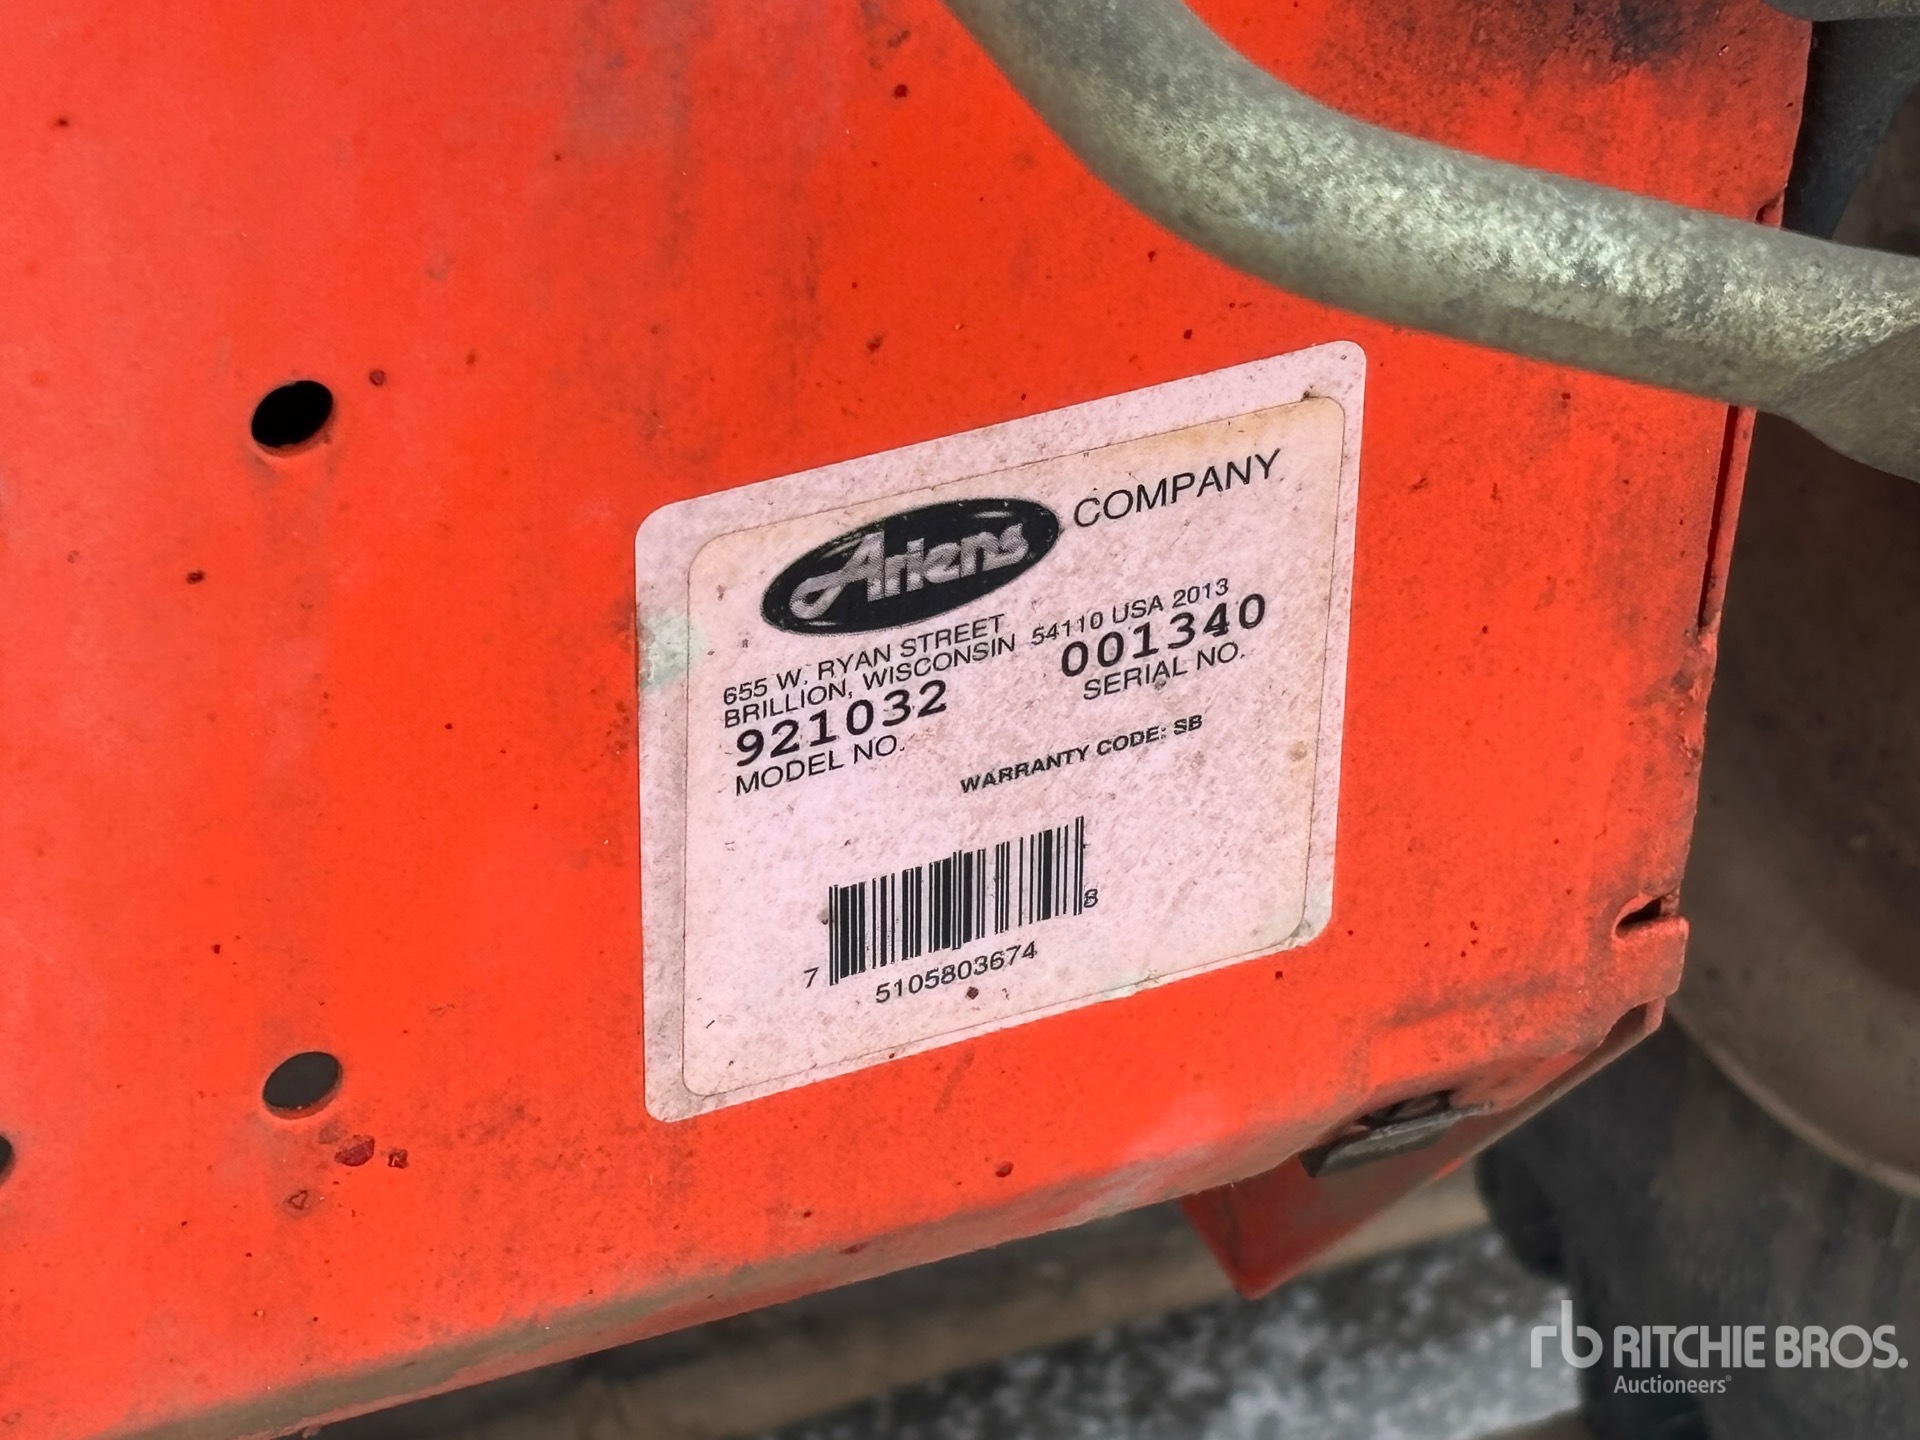 Ariens COMPANY
655 W. RYAN STREET
BRILLION, WISCONSIN 54110 USA 2013
921032 001340
MODEL NO. SERIAL NO.
WARRANTY CODE: SB
7 5105803674 8
rb RITCHIE BROS.
Auctioneers®